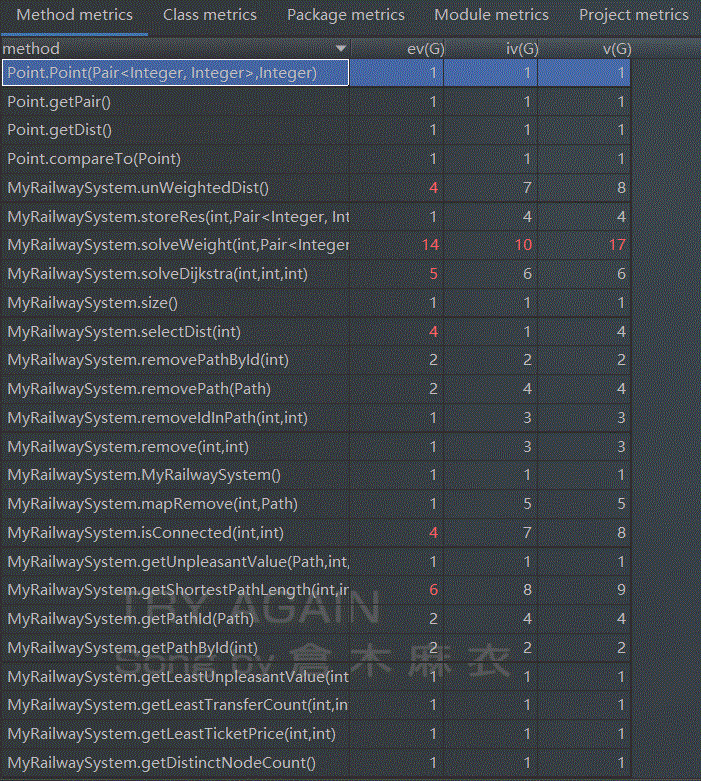 Method metrics Class metrics Package metrics Module metrics Project metrics
method ev(G) iv(G) v(G)
Point.Point(Pair<Integer, Integer>,Integer) 1 1 1
Point.getPair() 1 1 1
Point.getDist() 1 1 1
Point.compareTo(Point) 1 1 1
MyRailwaySystem.unWeightedDist() 4 7 8
MyRailwaySystem.storeRes(int,Pair<Integer, Int 1 4 4
MyRailwaySystem.solveWeight(int,Pair<Integer 14 10 17
MyRailwaySystem.solveDijkstra(int,int,int) 5 6 6
MyRailwaySystem.size() 1 1 1
MyRailwaySystem.selectDist(int) 4 1 4
MyRailwaySystem.removePathById(int) 2 2 2
MyRailwaySystem.removePath(Path) 2 4 4
MyRailwaySystem.removeIdInPath(int,int) 1 3 3
MyRailwaySystem.remove(int,int) 1 3 3
MyRailwaySystem.MyRailwaySystem() 1 1 1
MyRailwaySystem.mapRemove(int,Path) 1 5 5
MyRailwaySystem.isConnected(int,int) 4 7 8
MyRailwaySystem.getUnpleasantValue(Path,int, 1 1 1
MyRailwaySystem.getShortestPathLength(int,in 6 8 9
TRY AGAIN
MyRailwaySystem.getPathId(Path) 2 4 4
MyRailwaySystem.getPathById(int) 2 2 2
Song by 倉木麻衣
MyRailwaySystem.getLeastUnpleasantValue(int 1 1 1
MyRailwaySystem.getLeastTransferCount(int,in 1 1 1
MyRailwaySystem.getLeastTicketPrice(int,int) 1 1 1
MyRailwaySystem.getDistinctNodeCount() 1 1 1